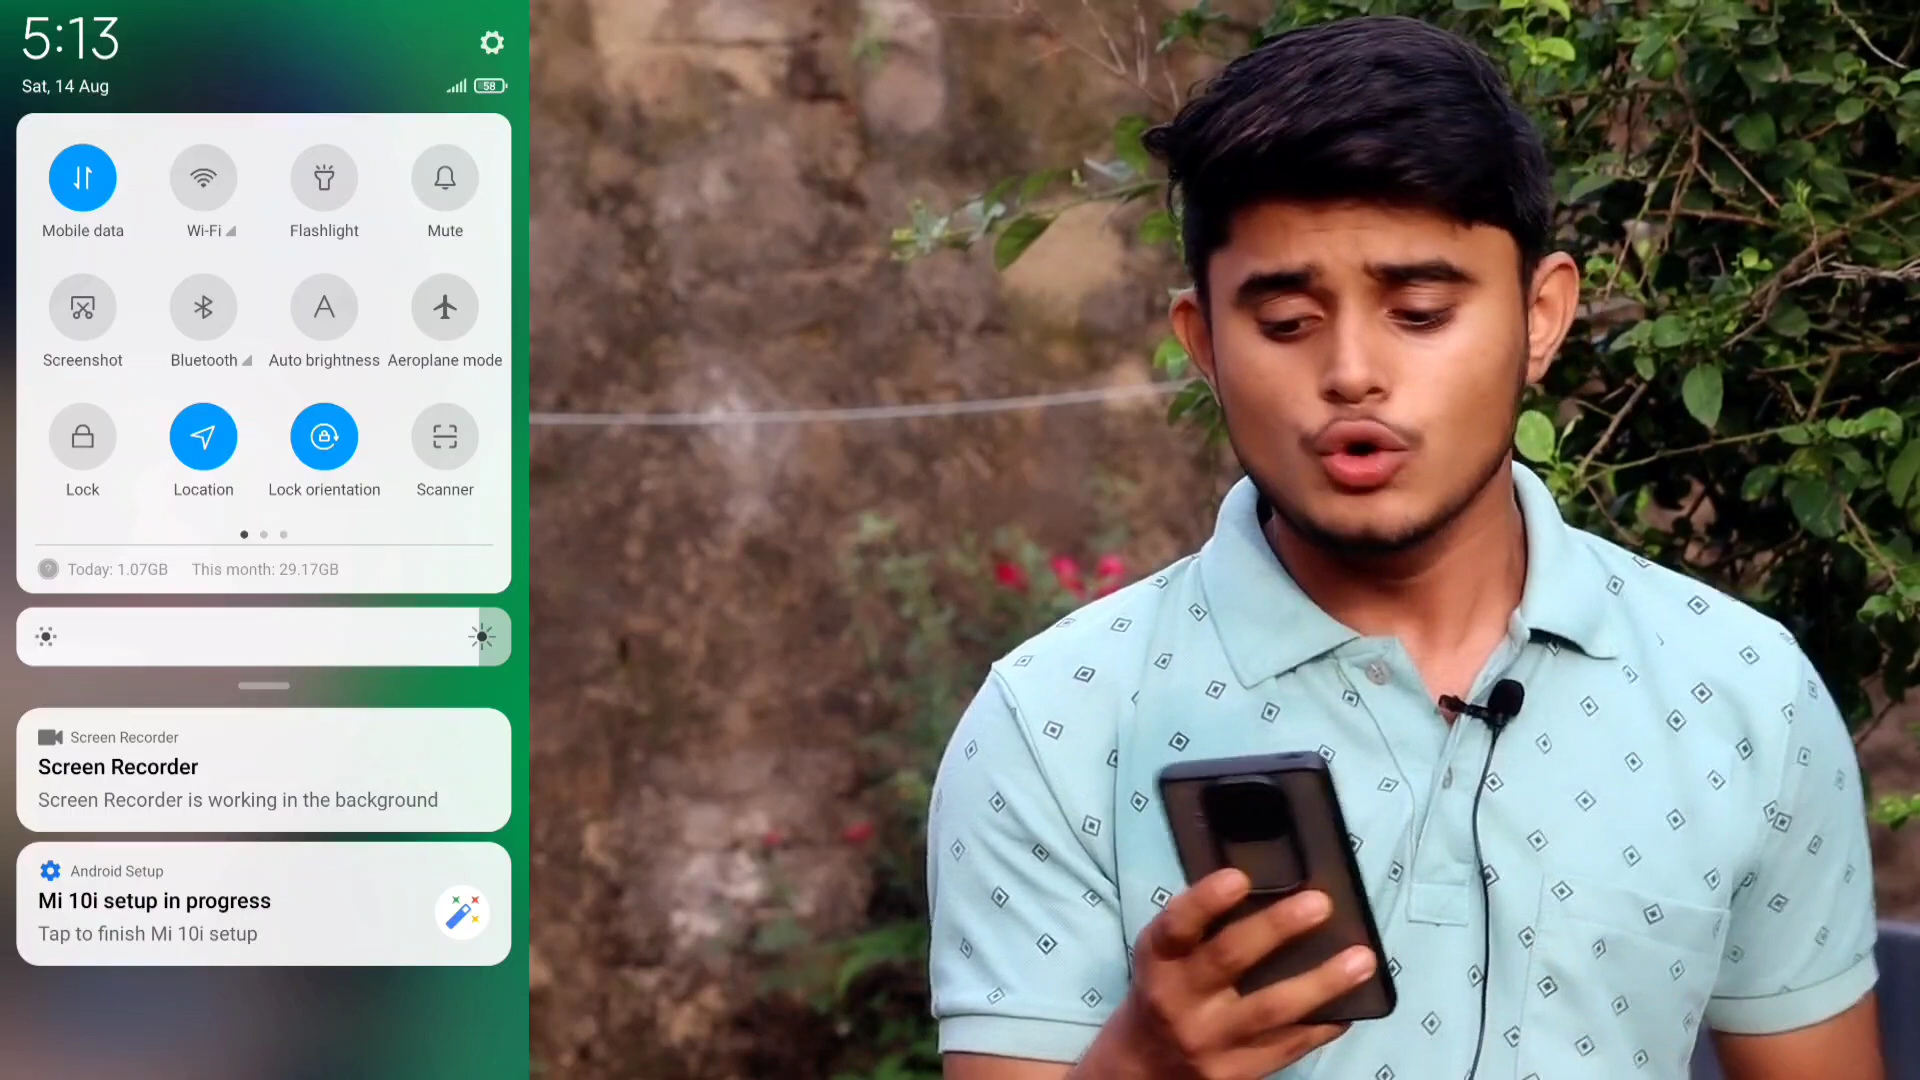 5:13
Sat, 14 Aug
58
Mobile data
Wi-Fi
Flashlight
Mute
Screenshot
Bluetooth
Auto brightness
Aeroplane mode
Lock
Location
Lock orientation
Scanner
Today: 1.07GB
This month: 29.17GB
Screen Recorder
Screen Recorder
Screen Recorder is working in the background
Android Setup
Mi 10i setup in progress
Tap to finish Mi 10i setup